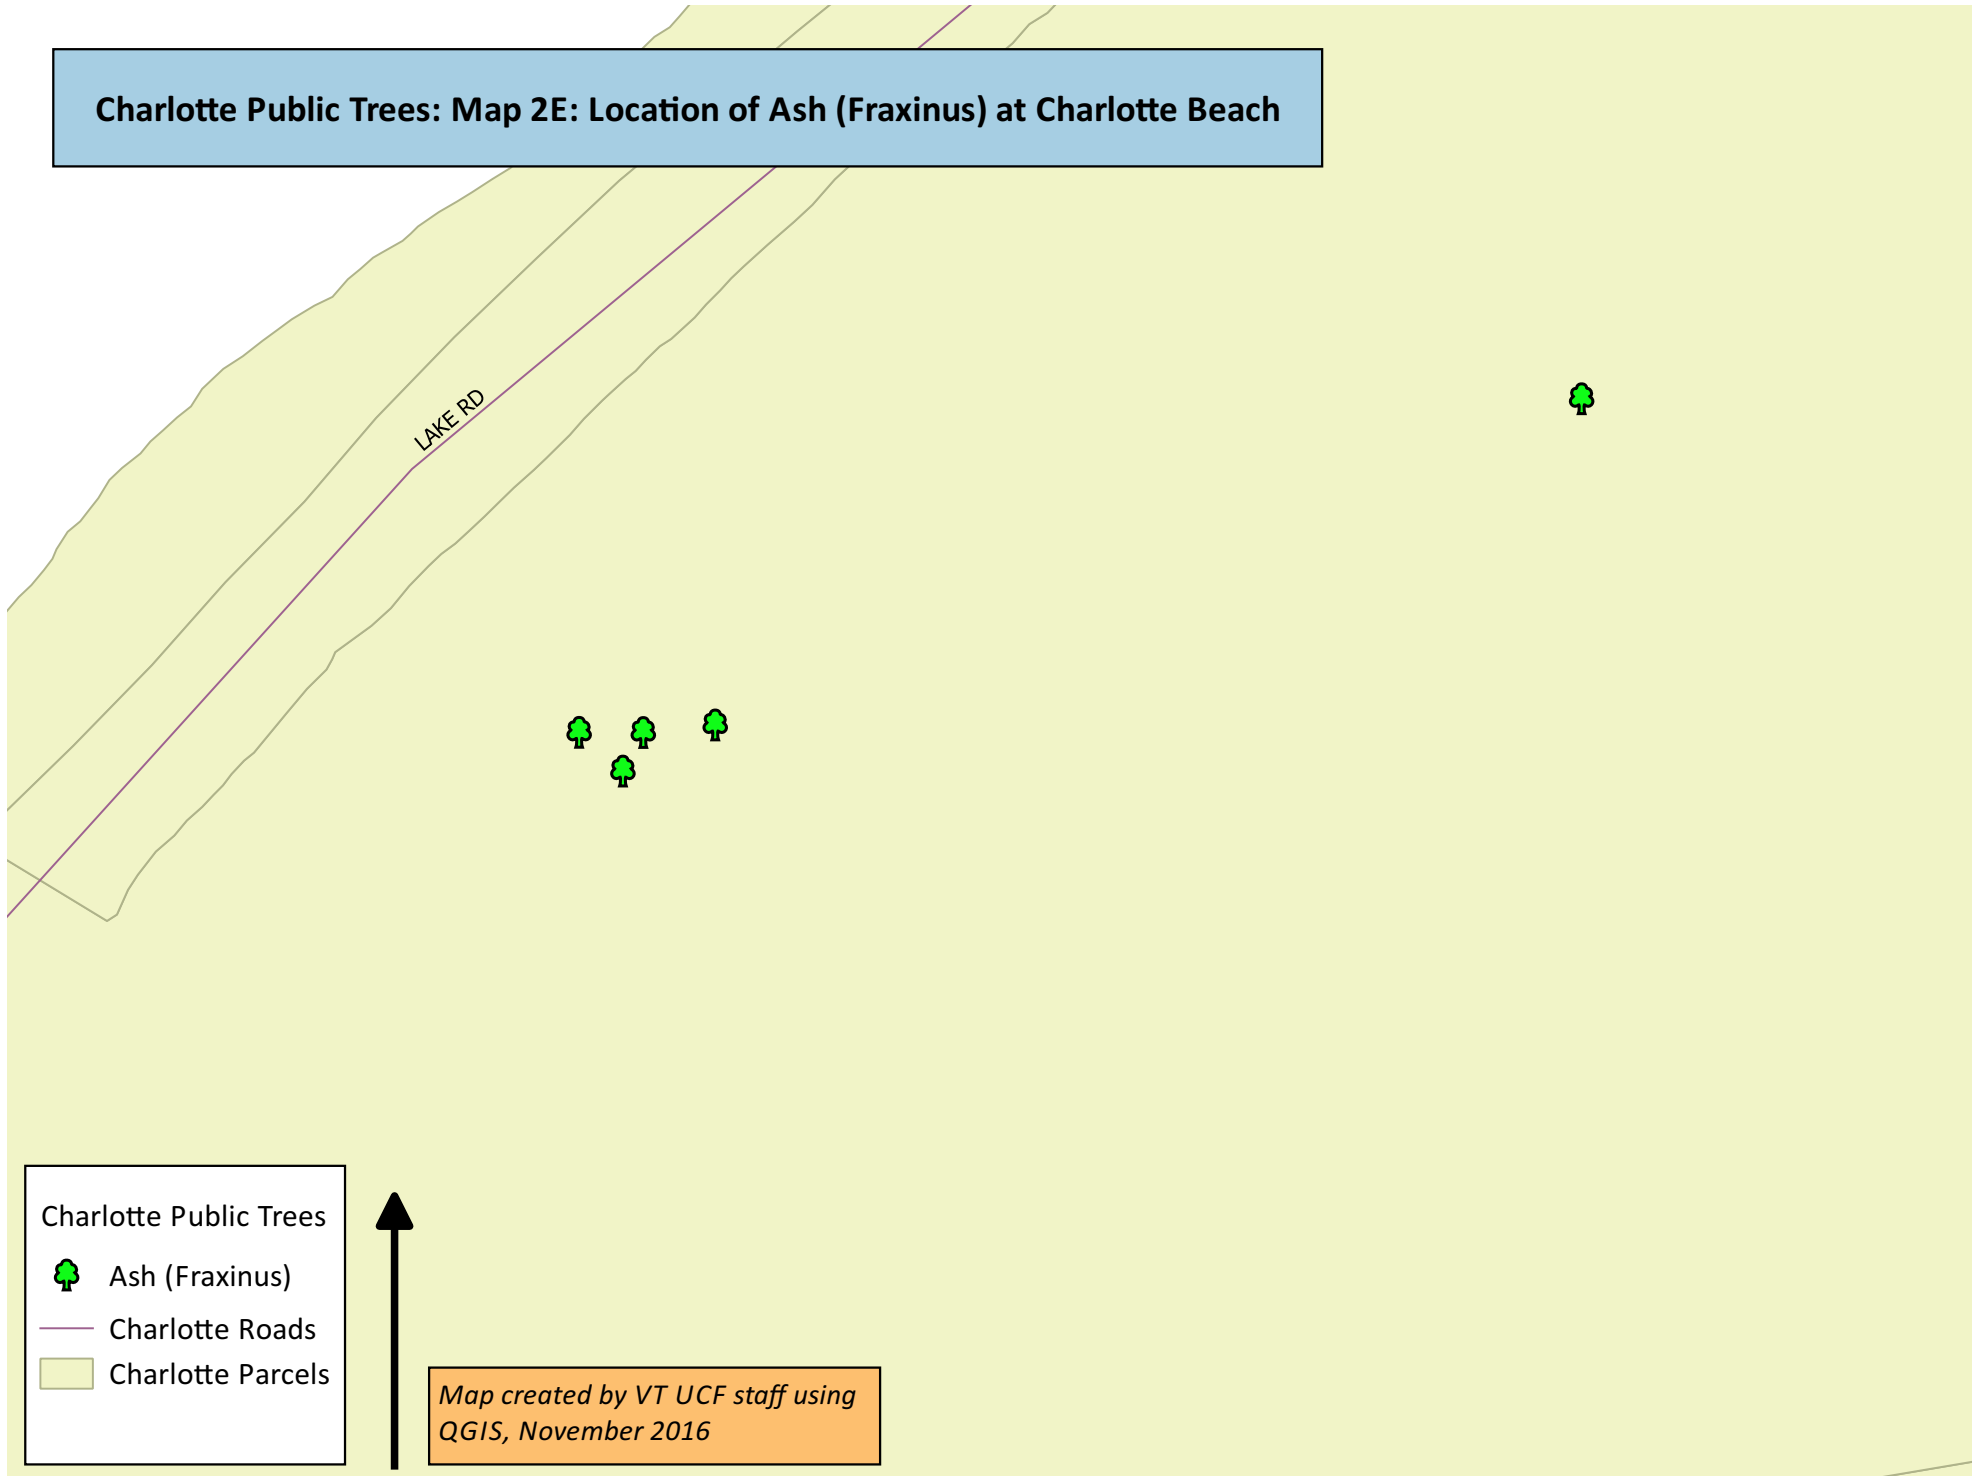 Charlotte Public Trees: Map 2E: Location of Ash (Fraxinus) at Charlotte Beach
LAKE RD
Charlotte Public Trees
Ash (Fraxinus)
Charlotte Roads
Charlotte Parcels
Map created by VT UCF staff using
QGIS, November 2016